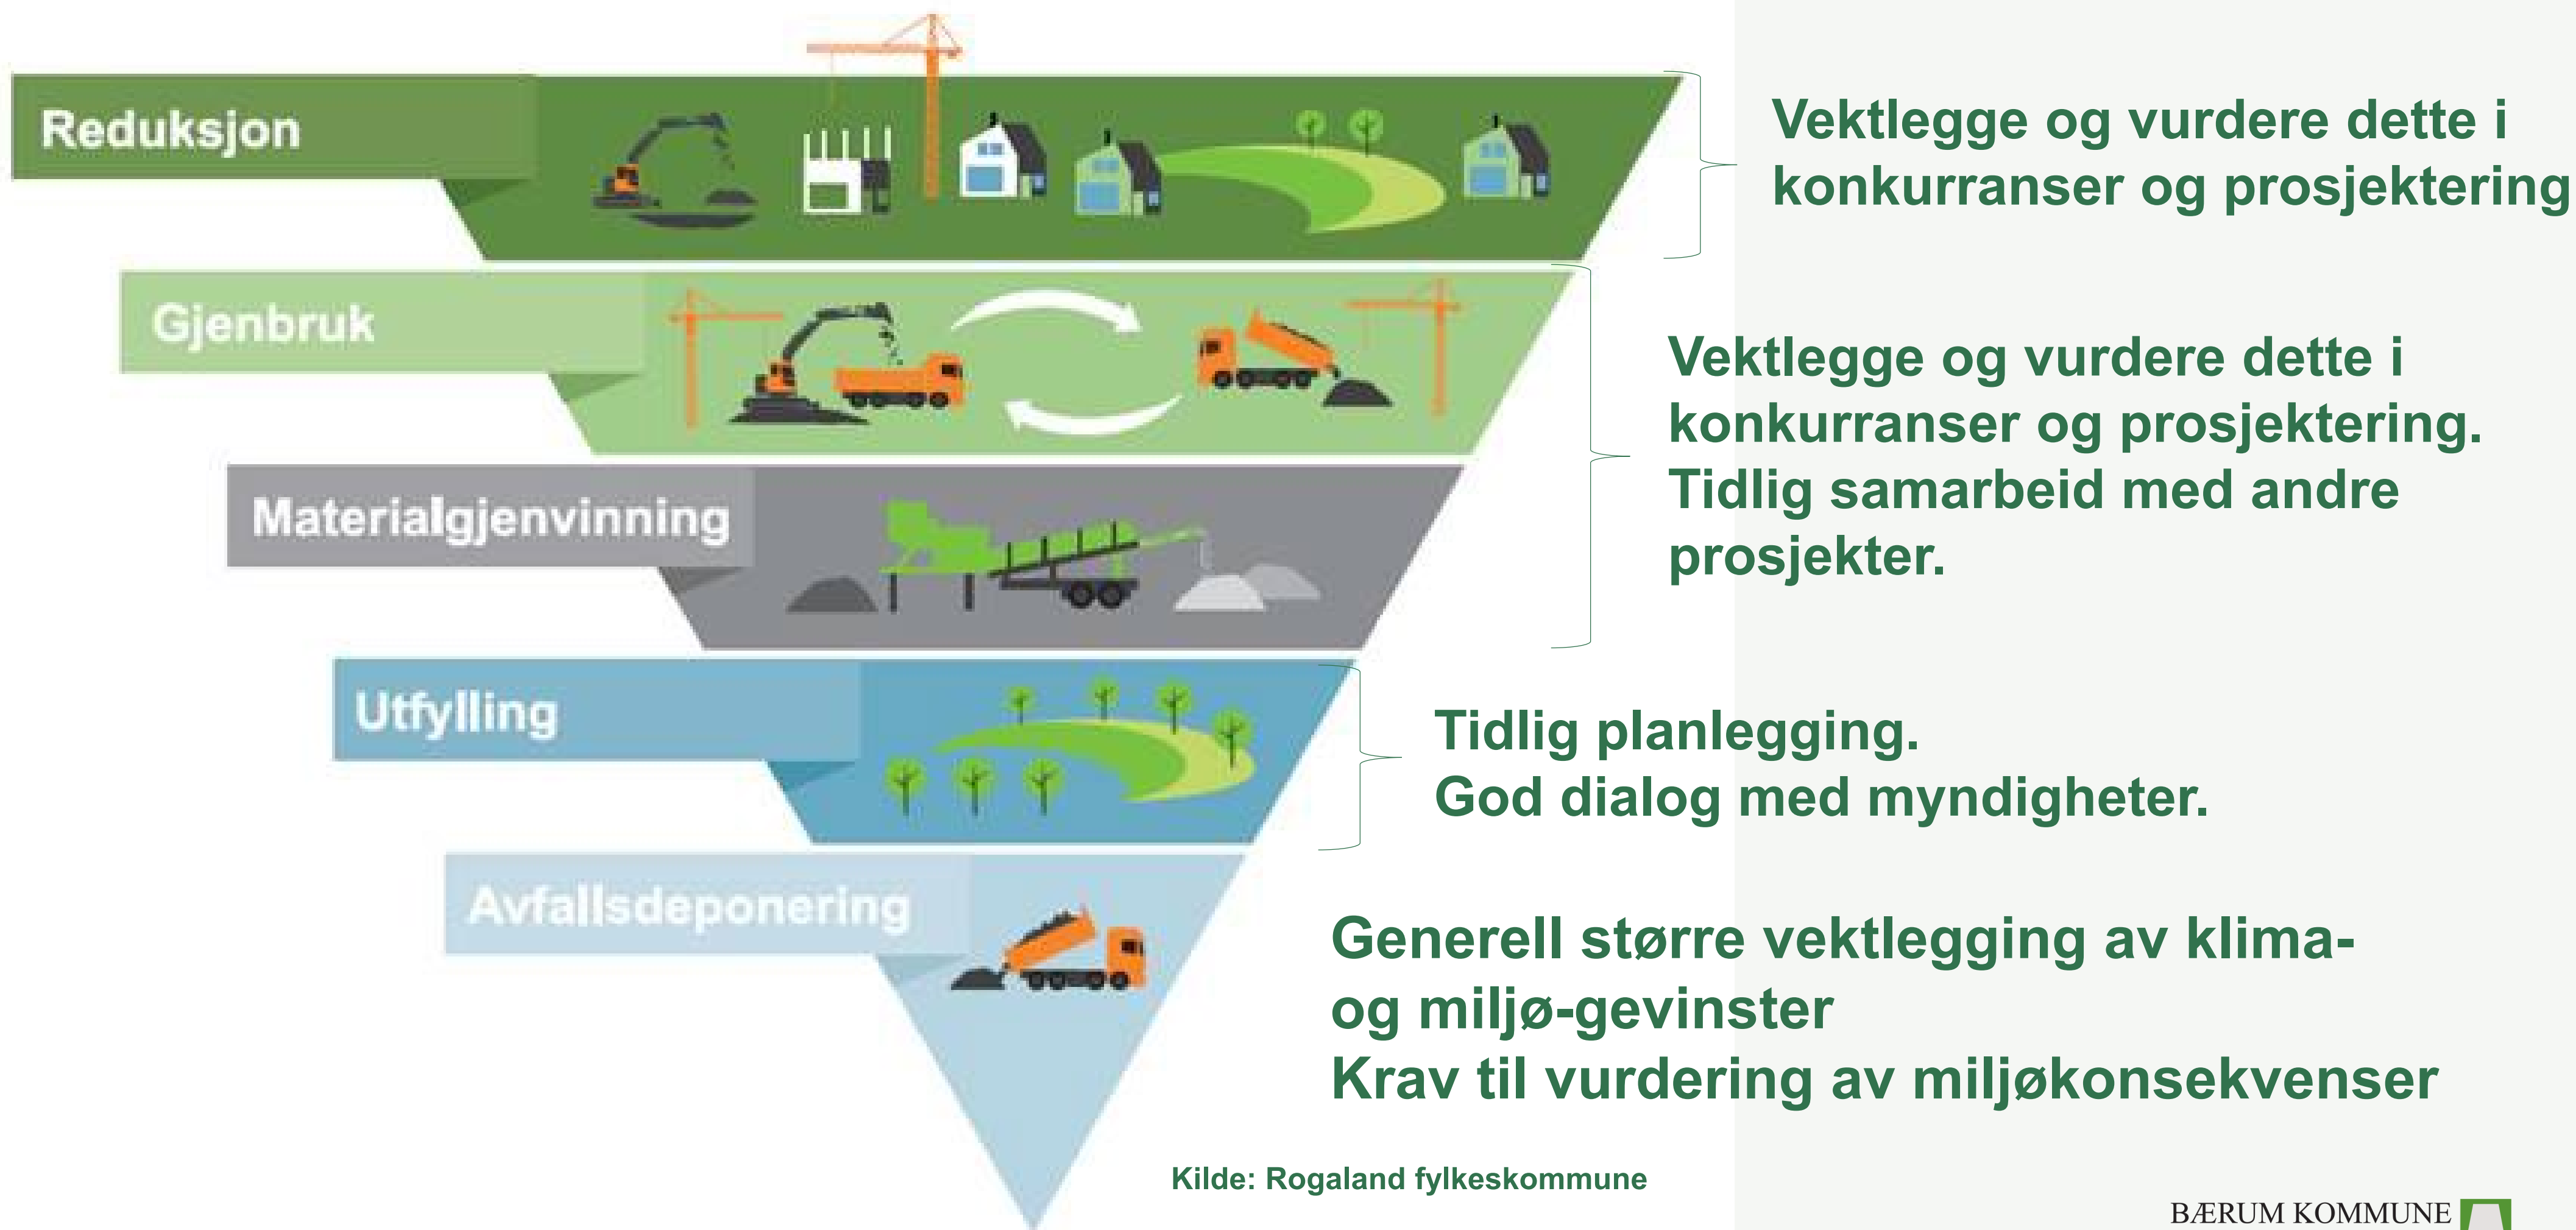 Reduksjon
Vektlegge og vurdere dette i
konkurranser og prosjektering
Gjenbruk
Materialgjenvinning
Vektlegge og vurdere dette i
konkurranser og prosjektering.
Tidlig samarbeid med andre
prosjekter.
Utfylling
Tidlig planlegging.
God dialog med myndigheter.
Avfallsdeponering
Generell større vektlegging av klima-
og miljø-gevinster
Krav til vurdering av miljøkonsekvenser
Kilde: Rogaland fylkeskommune
BÆRUM KOMMUNE